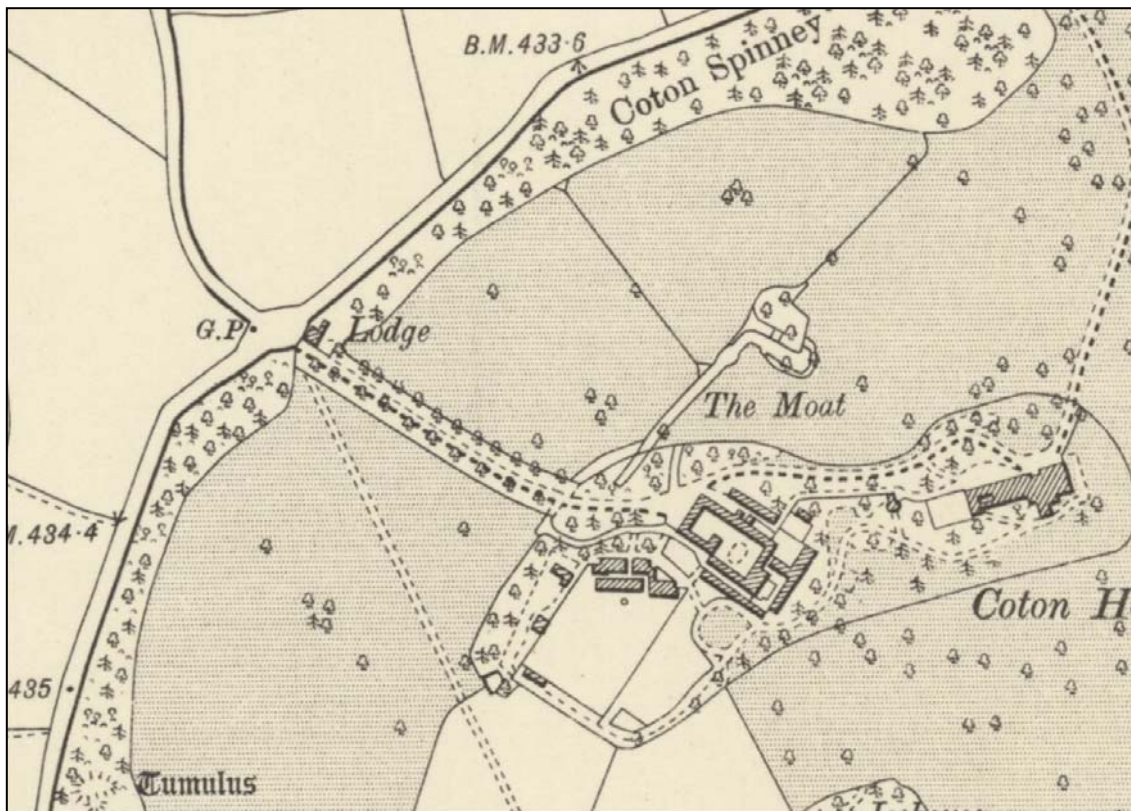 B.M. 433·6
Coton Spinney
G.P
Lodge
The Moat
M. 434·4
Coton H
435
Tumulus